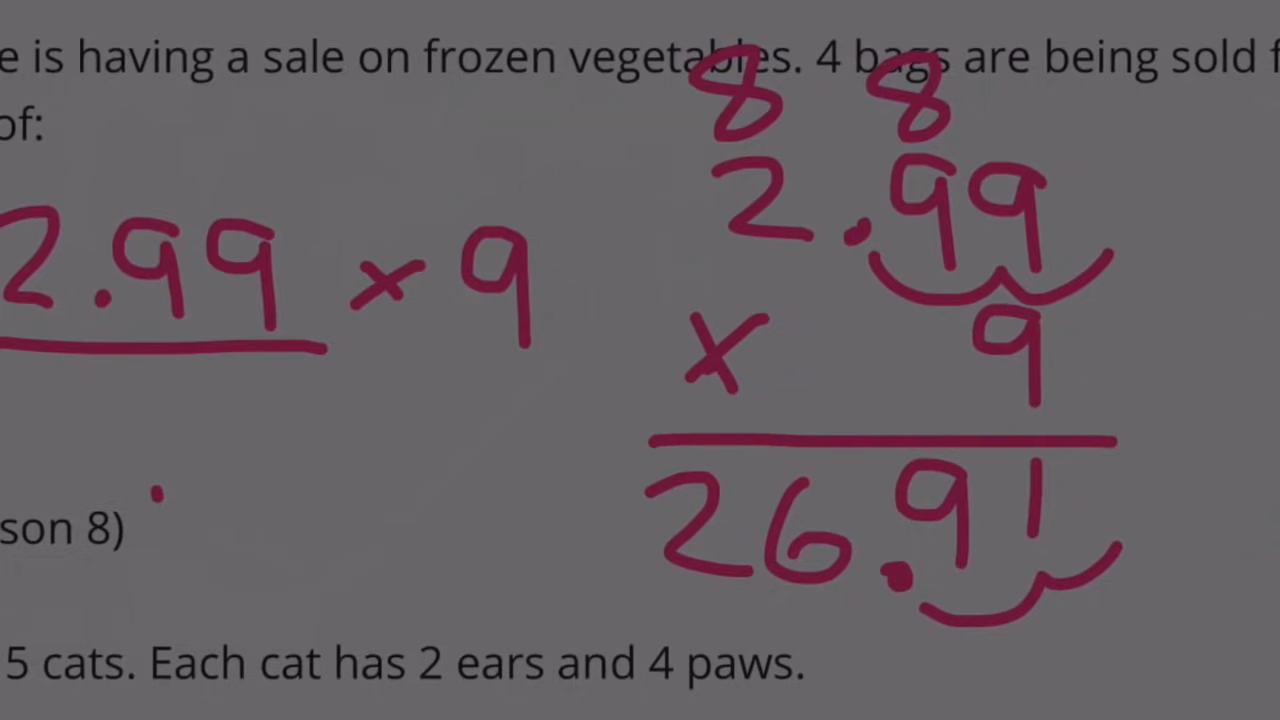 e is having a sale on frozen vegetables. 4 bags are being sold f
of:
8 8
2.99
2.99 × 9
× 9
26.91
son 8)
5 cats. Each cat has 2 ears and 4 paws.